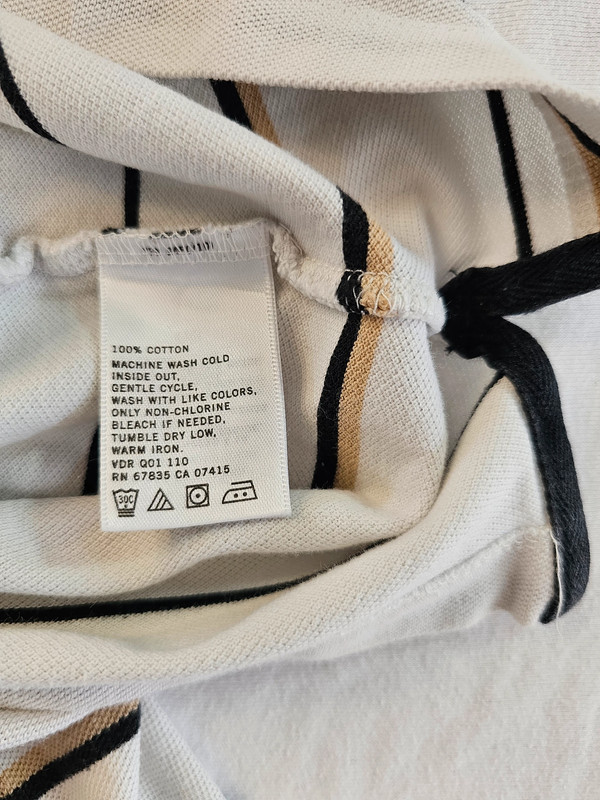 100% COTTON
MACHINE WASH COLD
INSIDE OUT,
GENTLE CYCLE,
WASH WITH LIKE COLORS,
ONLY NON-CHLORINE
BLEACH IF NEEDED,
TUMBLE DRY LOW,
WARM IRON.
VDR Q01 110
RN 67835 CA 07415
30C